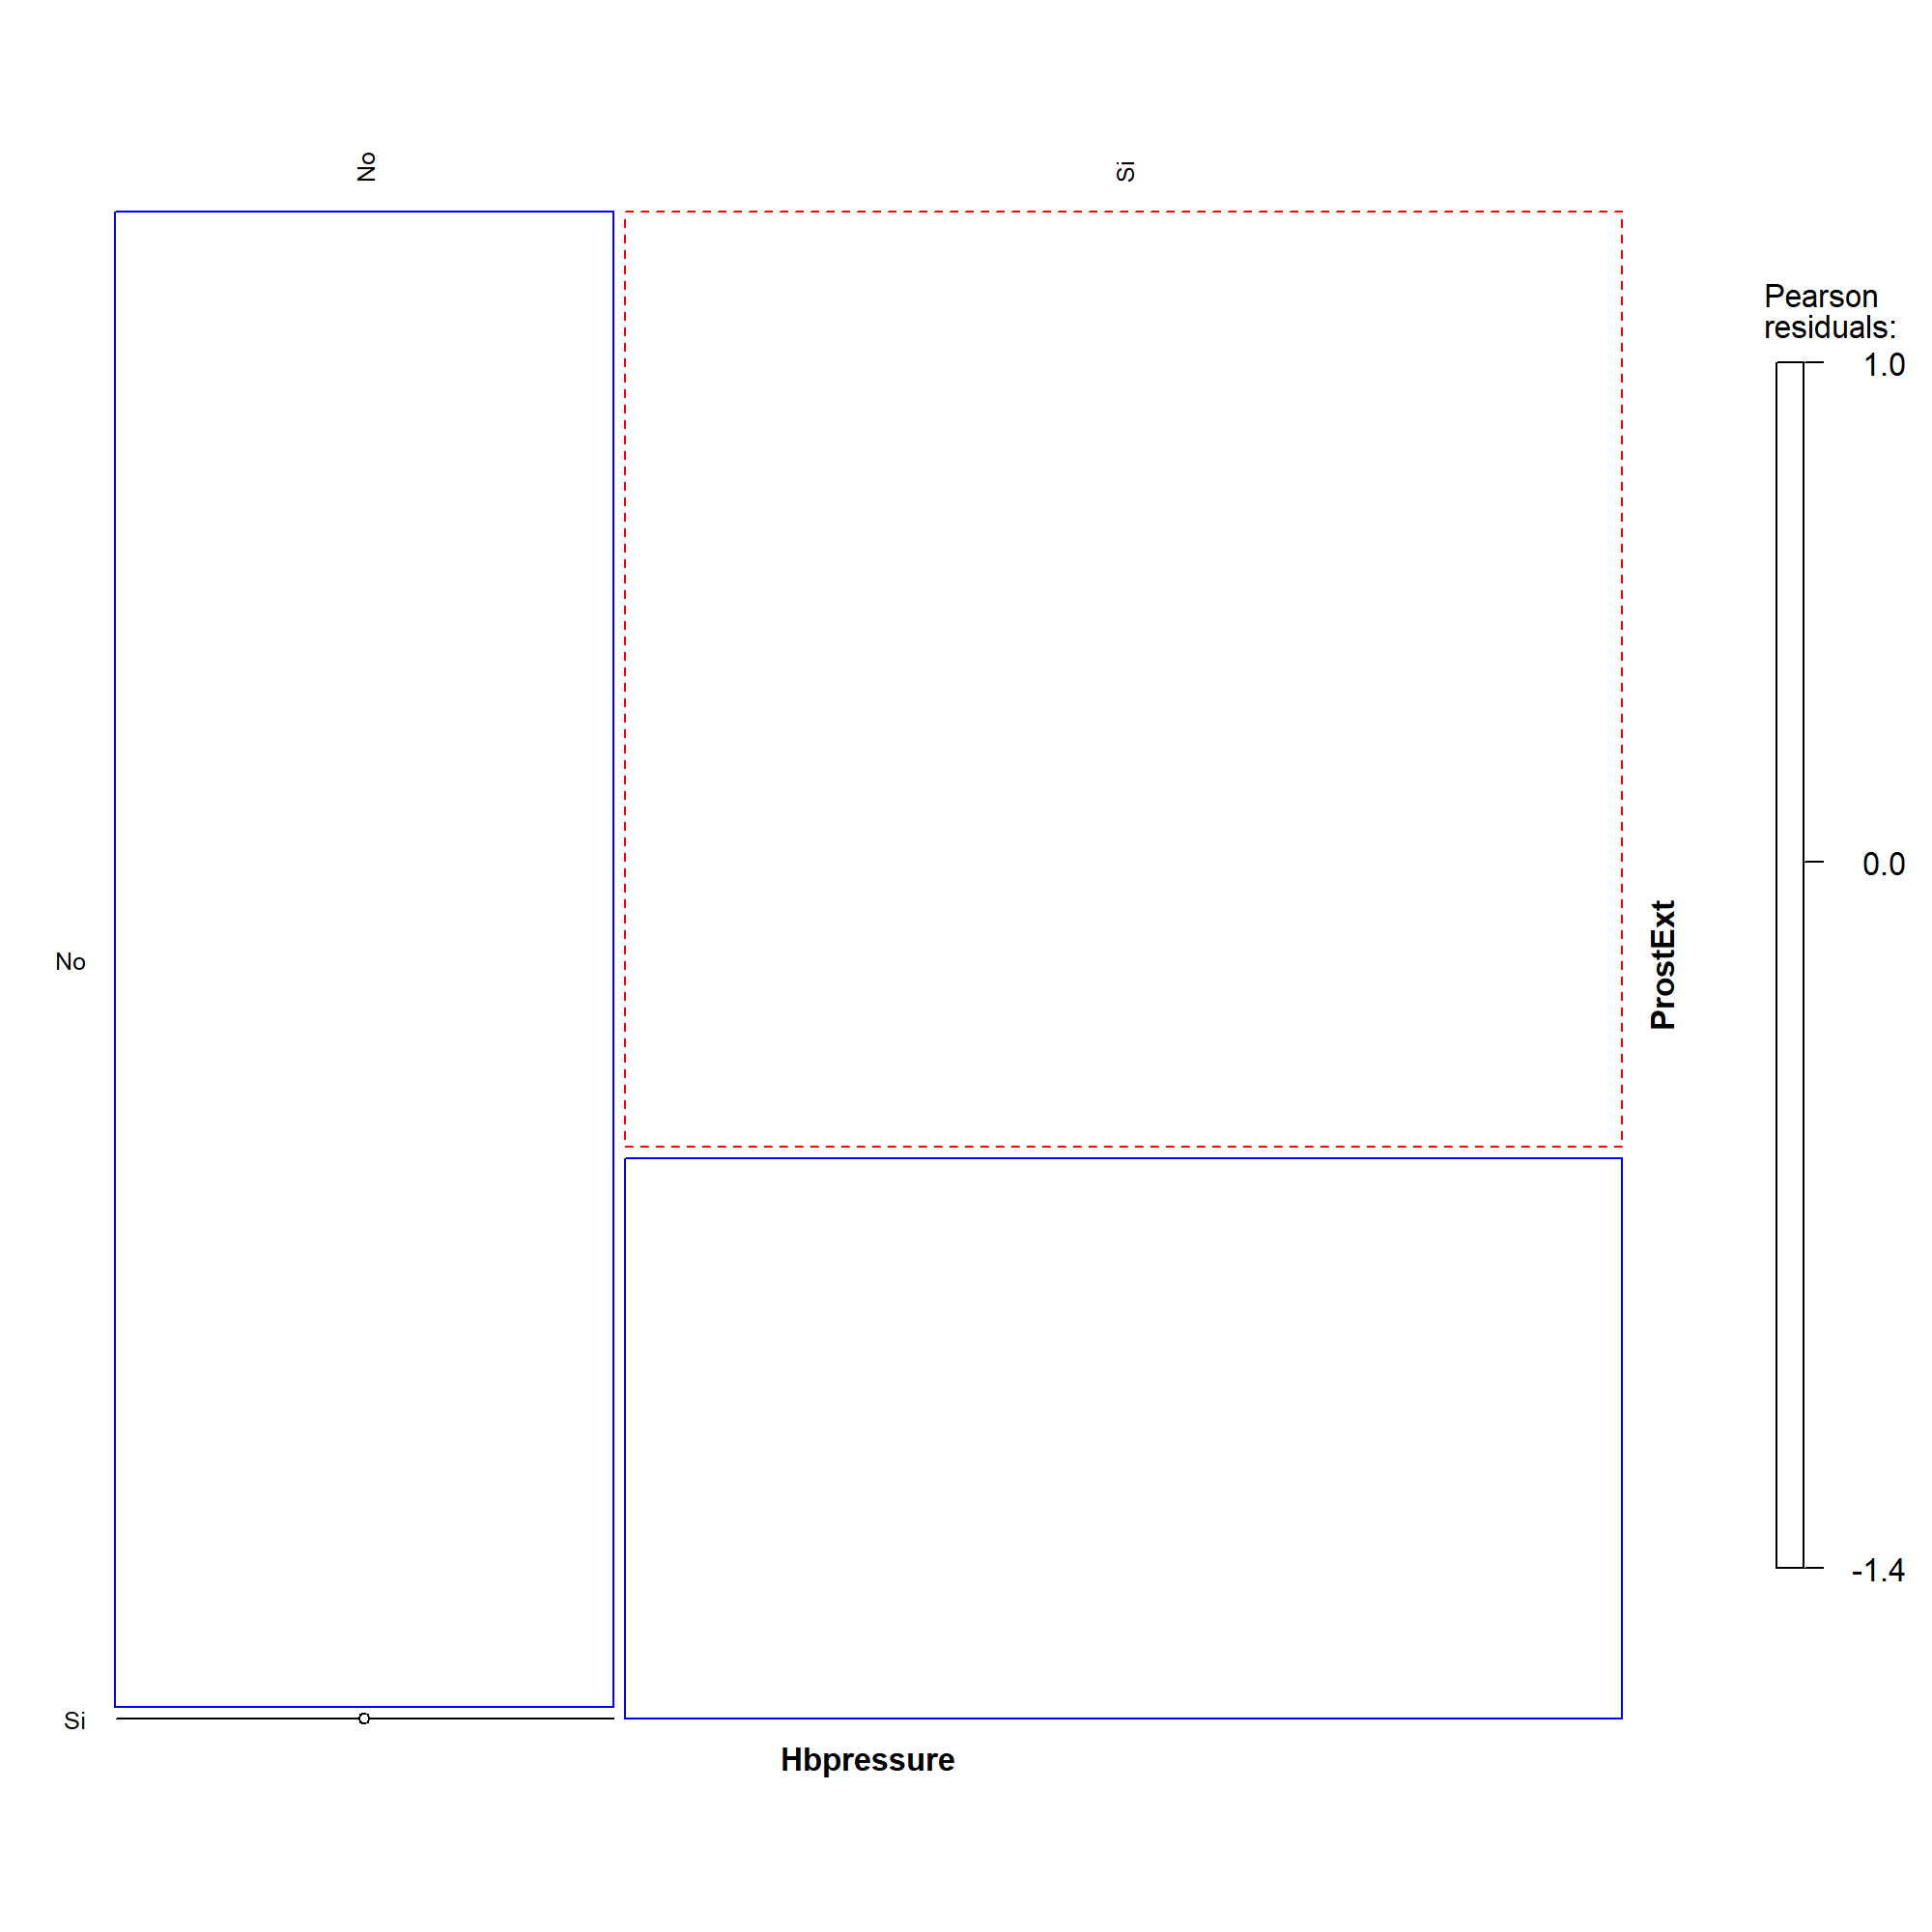 No
Si
Pearson
residuals:
1.0
0.0
-1.4
No
Si
ProstExt
Hbpressure